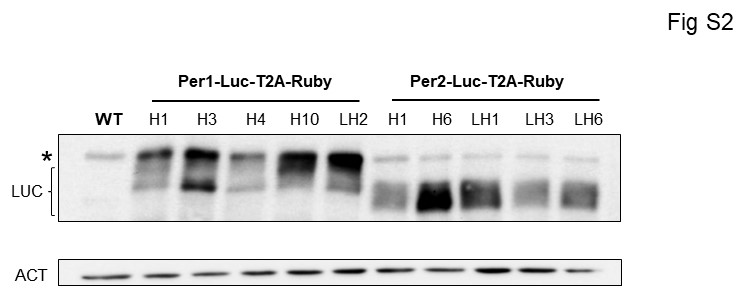 Fig S2
Per1-Luc-T2A-Ruby Per2-Luc-T2A-Ruby
WT H1 H3 H4 H10 LH2 H1 H6 LH1 LH3 LH6
*
LUC
ACT